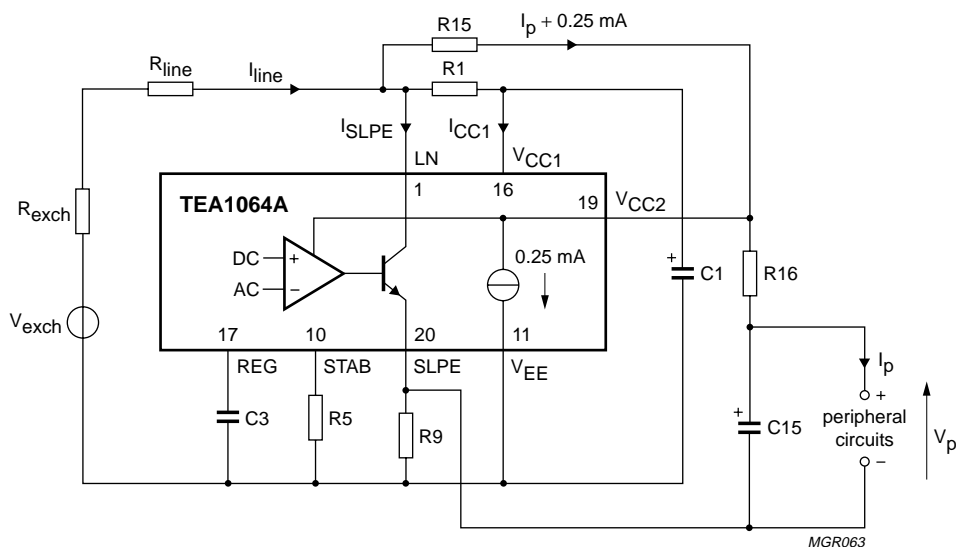 R15
Ip + 0.25 mA
Rline
Iline
R1
ISLPE
ICC1
LN
VCC1
1
16
19
VCC2
TEA1064A
Rexch
DC
+
AC
−
0.25 mA
+
C1
R16
Vexch
17
10
20
11
REG
STAB
SLPE
VEE
Ip
+
C3
R5
R9
+
C15
peripheral
circuits
Vp
−
MGR063